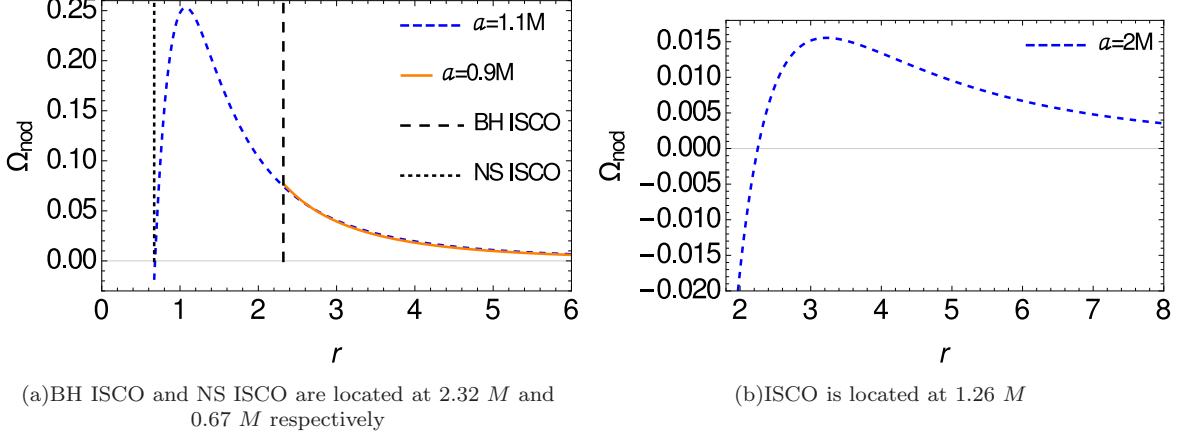 0.25
0.20
0.15
0.10
0.05
0.00
Ωnod
0 1 2 3 4 5 6
r
a=1.1M
a=0.9M
BH ISCO
NS ISCO
(a)BH ISCO and NS ISCO are located at 2.32 M and
0.67 M respectively
0.015
0.010
0.005
0.000
−0.005
−0.010
−0.015
−0.020
Ωnod
2 3 4 5 6 7 8
r
a=2M
(b)ISCO is located at 1.26 M